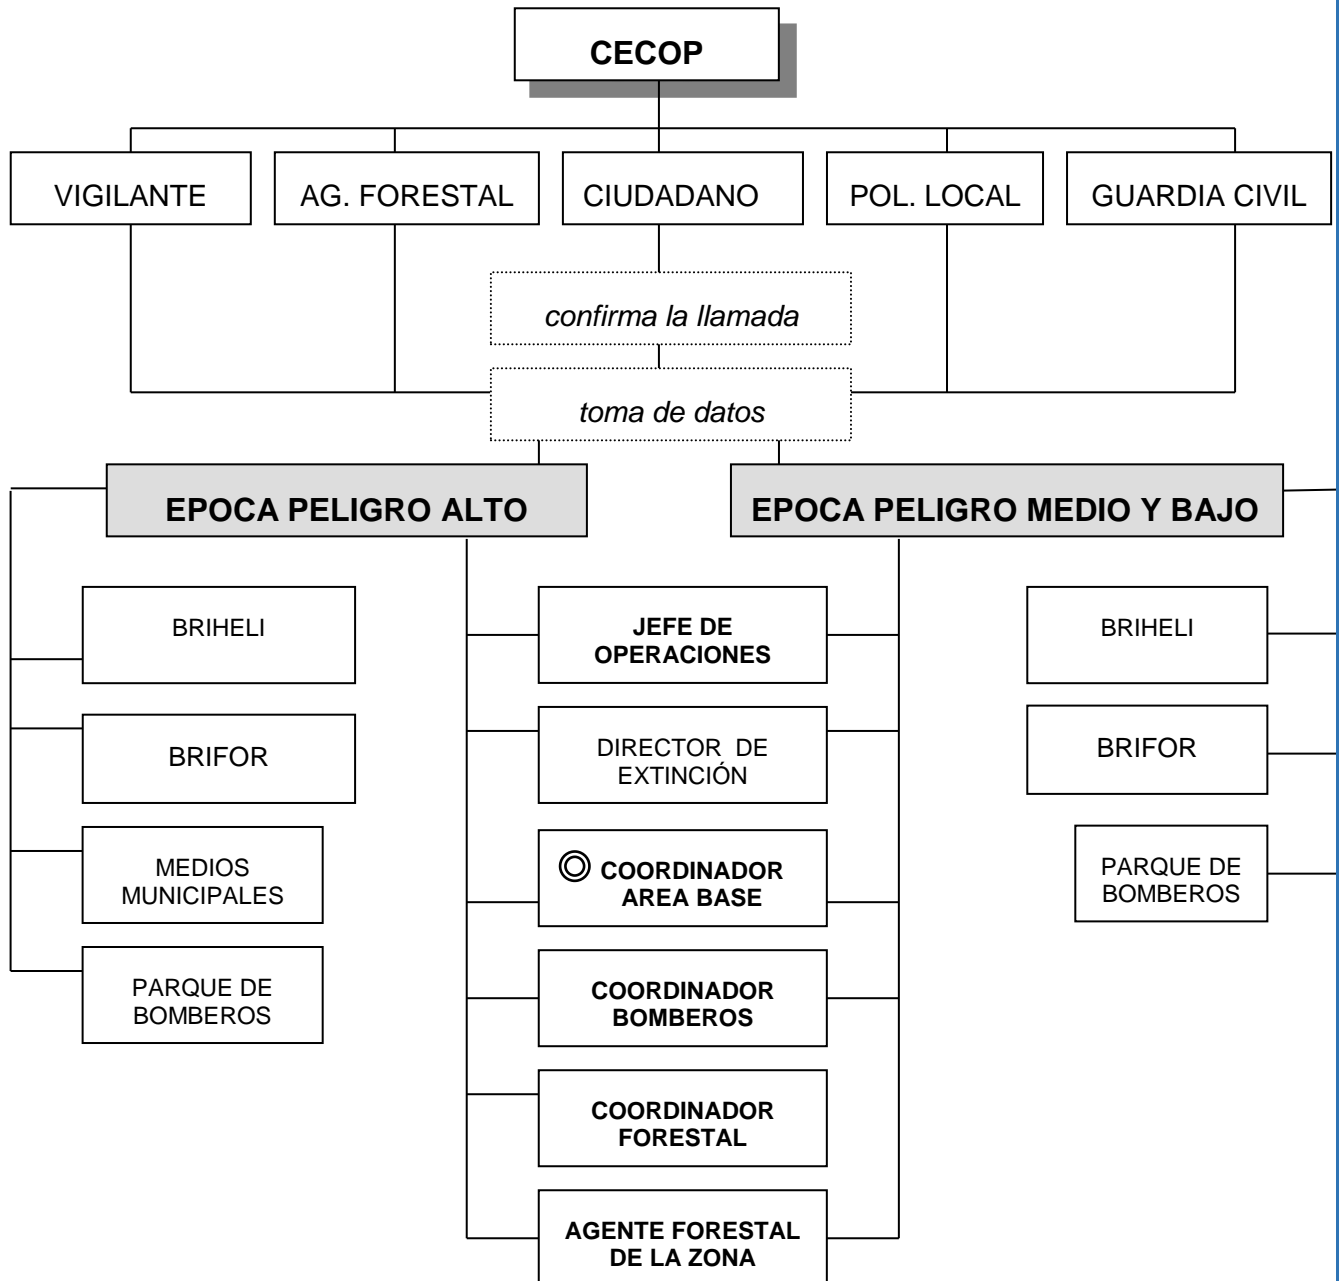 CECOP
VIGILANTE
AG. FORESTAL
CIUDADANO
POL. LOCAL
GUARDIA CIVIL
confirma la llamada
toma de datos
EPOCA PELIGRO ALTO
EPOCA PELIGRO MEDIO Y BAJO
BRIHELI
BRIFOR
MEDIOS
MUNICIPALES
PARQUE DE
BOMBEROS
JEFE DE
OPERACIONES
DIRECTOR DE
EXTINCIÓN
COORDINADOR
AREA BASE
COORDINADOR
BOMBEROS
COORDINADOR
FORESTAL
AGENTE FORESTAL
DE LA ZONA
BRIHELI
BRIFOR
PARQUE DE
BOMBEROS